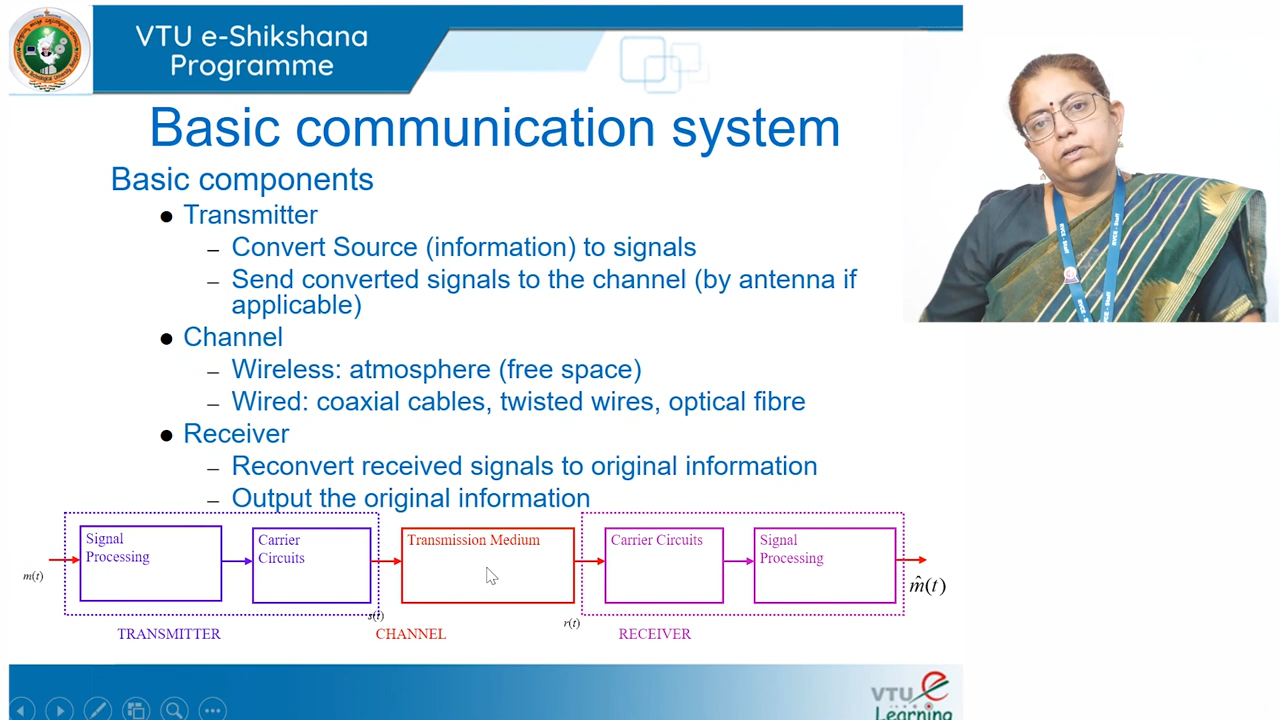 VTU e-Shikshana
Programme
Basic communication system
Basic components
● Transmitter
– Convert Source (information) to signals
– Send converted signals to the channel (by antenna if
applicable)
● Channel
– Wireless: atmosphere (free space)
– Wired: coaxial cables, twisted wires, optical fibre
● Receiver
– Reconvert received signals to original information
– Output the original information
Signal
Processing
Carrier
Circuits
Transmission Medium
Carrier Circuits
Signal
Processing
m(t)
s(t)
r(t)
m̂(t)
TRANSMITTER
CHANNEL
RECEIVER
VTU e
Learning